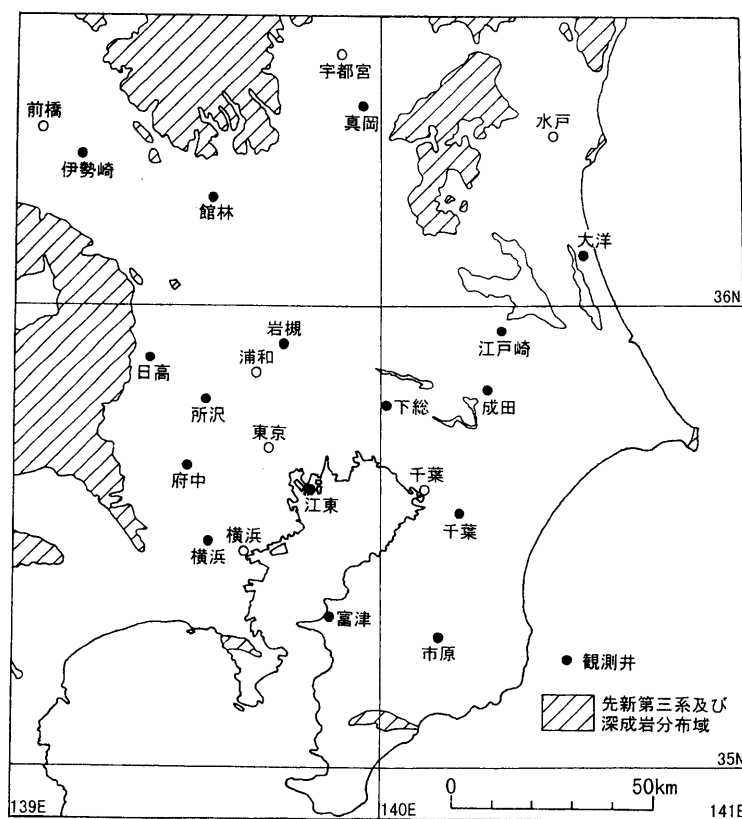 宇都宮
前橋
真岡
水戸
伊勢崎
館林
大洋
36N
岩槻
江戸崎
浦和
日高
成田
所沢
下総
東京
府中
千葉
江東
千葉
横浜
横浜
富津
市原
観測井
先新第三系及び
深成岩分布域
35N
0 50km
139E 140E 141E